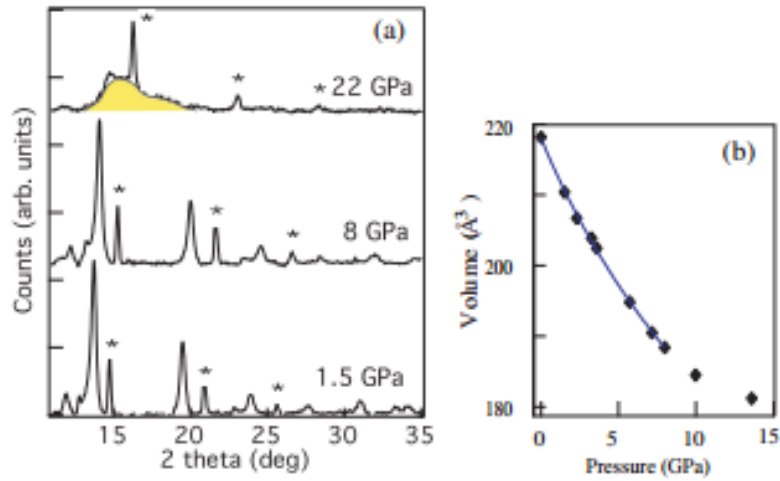 (a)
*
* 
* 22 GPa
*
*
*
8 GPa
*
*
*
1.5 GPa
Counts (arb. units)
15 20 25 30 35
2 theta (deg)
(b)
220
200
180
Volume (Å³)
0 5 10 15
Pressure (GPa)